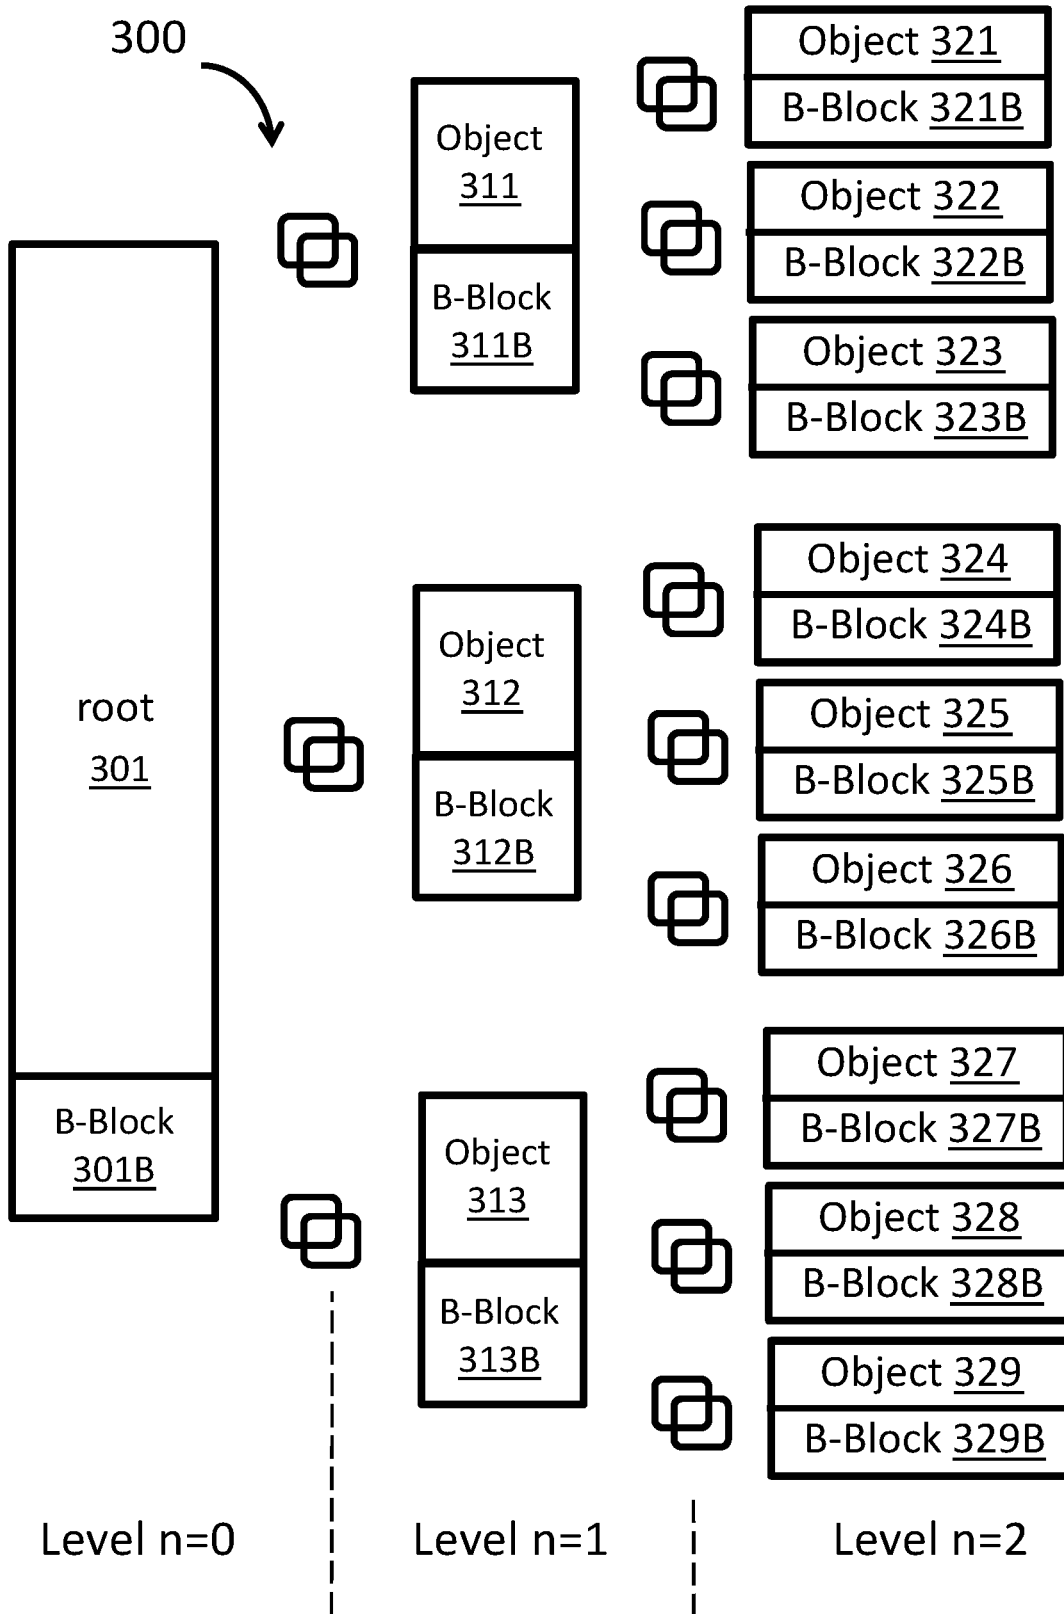 300
root
301
B-Block
301B
Object
311
B-Block
311B
Object
312
B-Block
312B
Object
313
B-Block
313B
Object 321
B-Block 321B
Object 322
B-Block 322B
Object 323
B-Block 323B
Object 324
B-Block 324B
Object 325
B-Block 325B
Object 326
B-Block 326B
Object 327
B-Block 327B
Object 328
B-Block 328B
Object 329
B-Block 329B
Level n=0
Level n=1
Level n=2